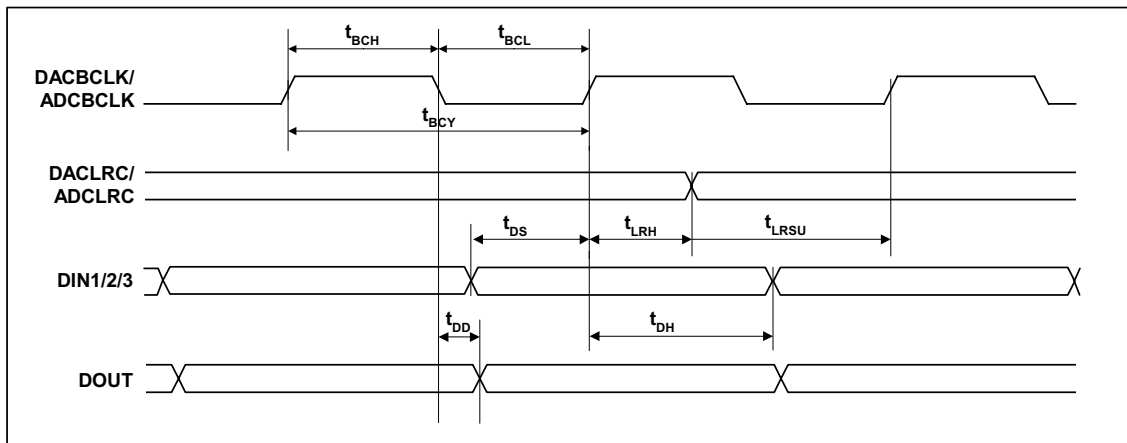 tBCH
tBCL
DACBCLK/
ADCBCLK
tBCY
DACLRC/
ADCLRC
tDS
tLRH
tLRSU
DIN1/2/3
tDD
tDH
DOUT